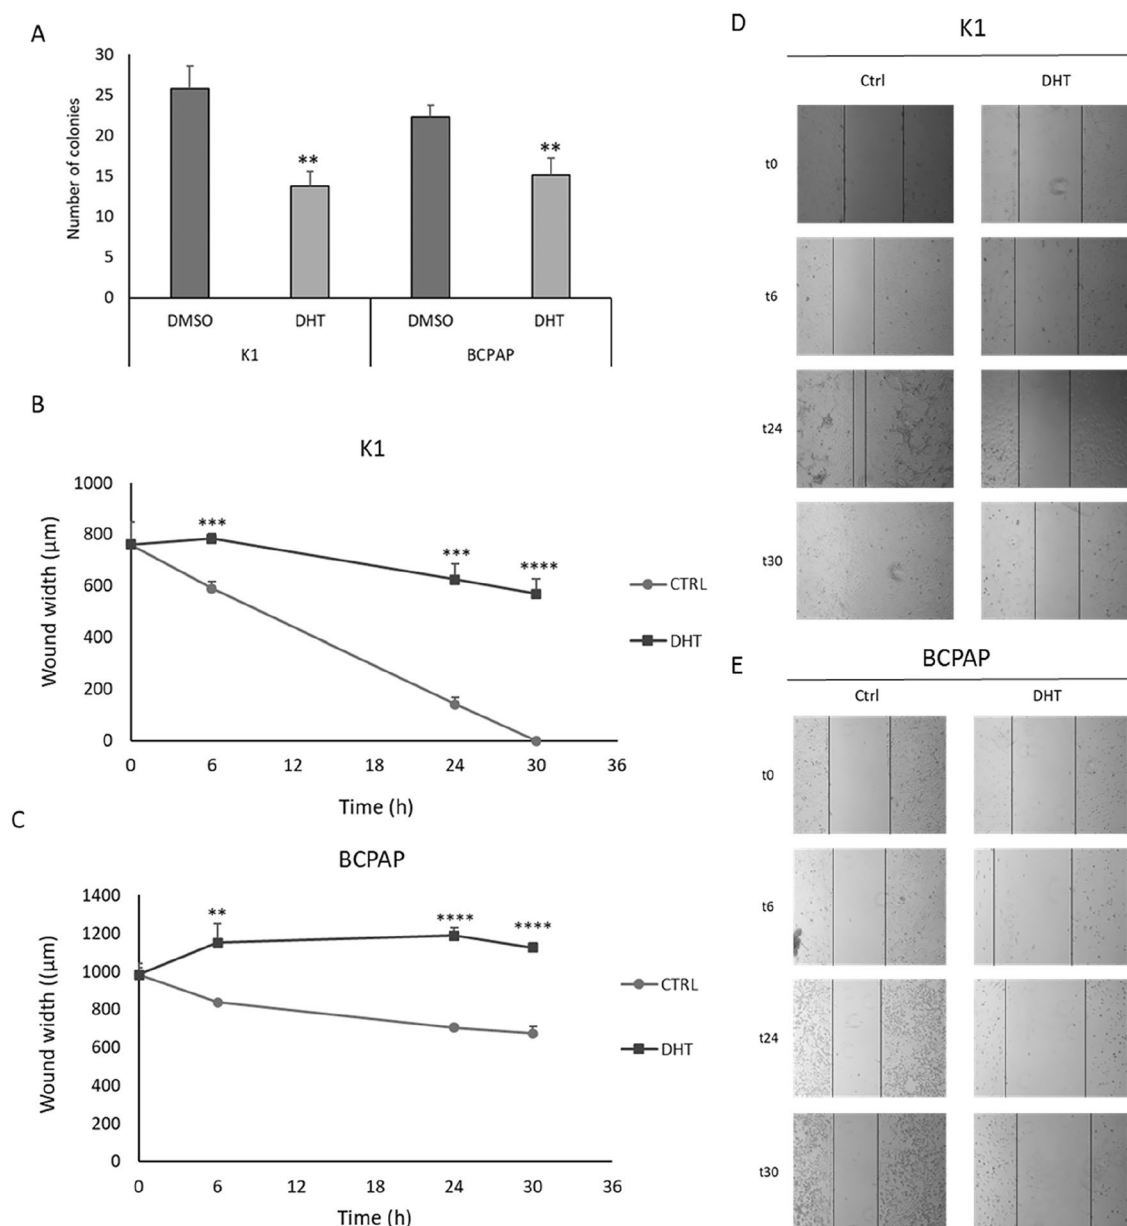 A
30
25
20
15
10
5
0
Number of colonies
**
**
DMSO DHT DMSO DHT
K1 BCPAP
B
K1
1000
800
600
400
200
0
Wound width (µm)
***
***
****
CTRL
DHT
0 6 12 18 24 30 36
Time (h)
C
BCPAP
1400
1200
1000
800
600
400
200
0
Wound width ((µm)
**
****
****
CTRL
DHT
0 6 12 18 24 30 36
Time (h)
D
K1
Ctrl DHT
t0
t6
t24
t30
E
BCPAP
Ctrl DHT
t0
t6
t24
t30